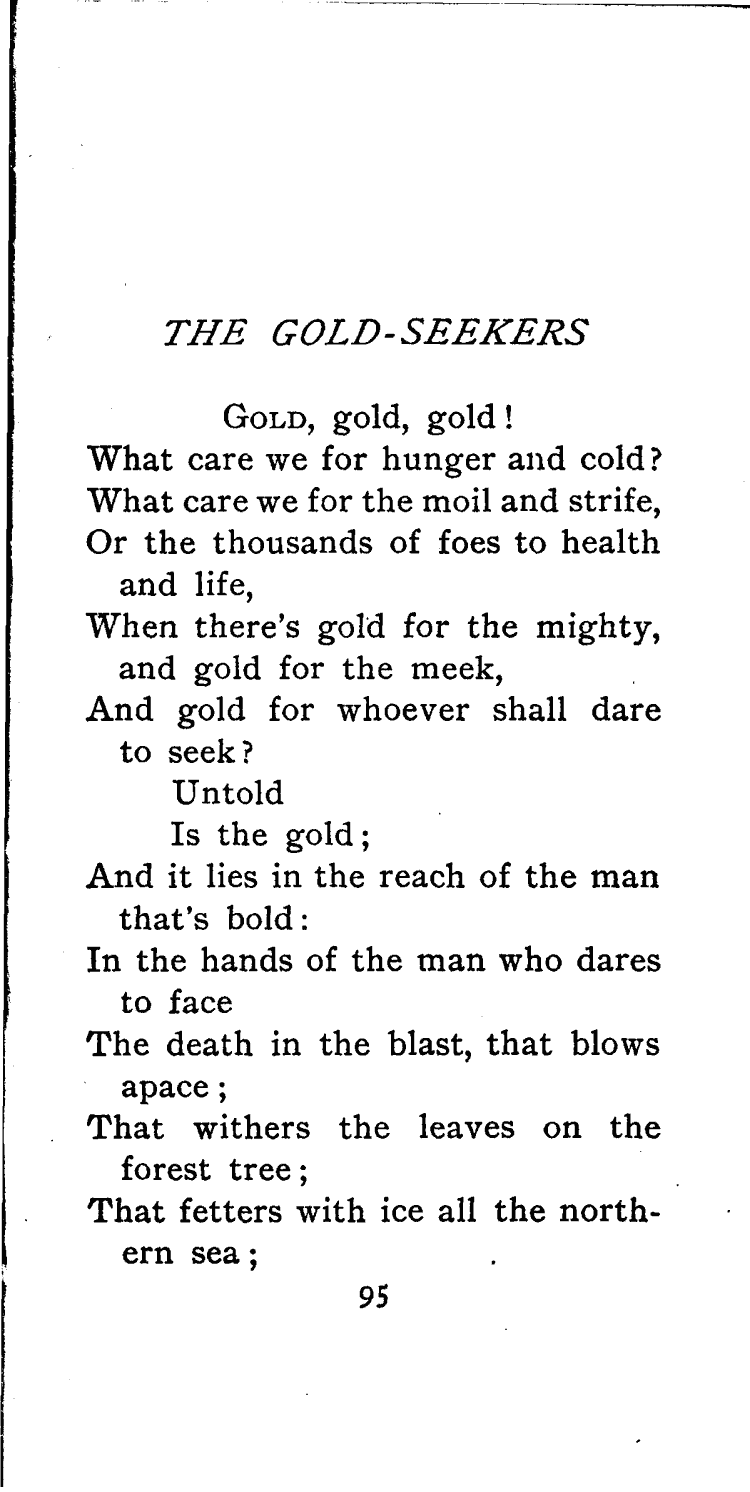 THE GOLD-SEEKERS
GOLD, gold, gold!
What care we for hunger and cold?
What care we for the moil and strife,
Or the thousands of foes to health
and life,
When there's gold for the mighty,
and gold for the meek,
And gold for whoever shall dare
to seek?
Untold
Is the gold;
And it lies in the reach of the man
that's bold:
In the hands of the man who dares
to face
The death in the blast, that blows
apace;
That withers the leaves on the
forest tree;
That fetters with ice all the north-
ern sea;
95